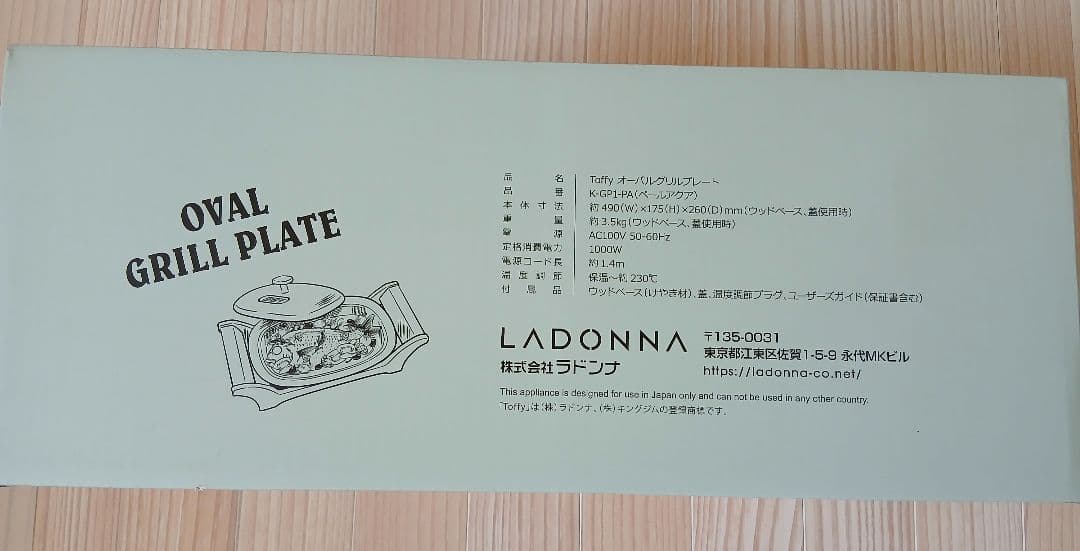 OVAL
GRILL PLATE
品名 Toffy オーバルグリルプレート
品番 K-GP1-PA(ペールアクア)
本体寸法 約490(W)×175(H)×260(D)mm(ウッドベース、蓋使用時)
重量 約3.5kg(ウッドベース、蓋使用時)
電源 AC100V 50-60Hz
定格消費電力 1000W
電源コード長 約1.4m
温度調節 保温~約230℃
付属品 ウッドベース(けやき材)、蓋、温度調節プラグ、ユーザーズガイド(保証書含む)
LADONNA
株式会社ラドンナ
〒135-0031
東京都江東区佐賀1-5-9 永代MKビル
https://ladonna-co.net/
This appliance is designed for use in Japan only and can not be used in any other country.
「Toffy」は(株)ラドンナ、(株)キングジムの登録商標です。